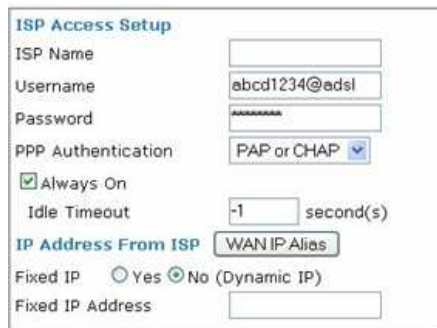 ISP Access Setup
ISP Name
Username abcd1234@adsl
Password ********
PPP Authentication PAP or CHAP
Always On
Idle Timeout -1 second(s)
IP Address From ISP WAN IP Alias
Fixed IP Yes No (Dynamic IP)
Fixed IP Address